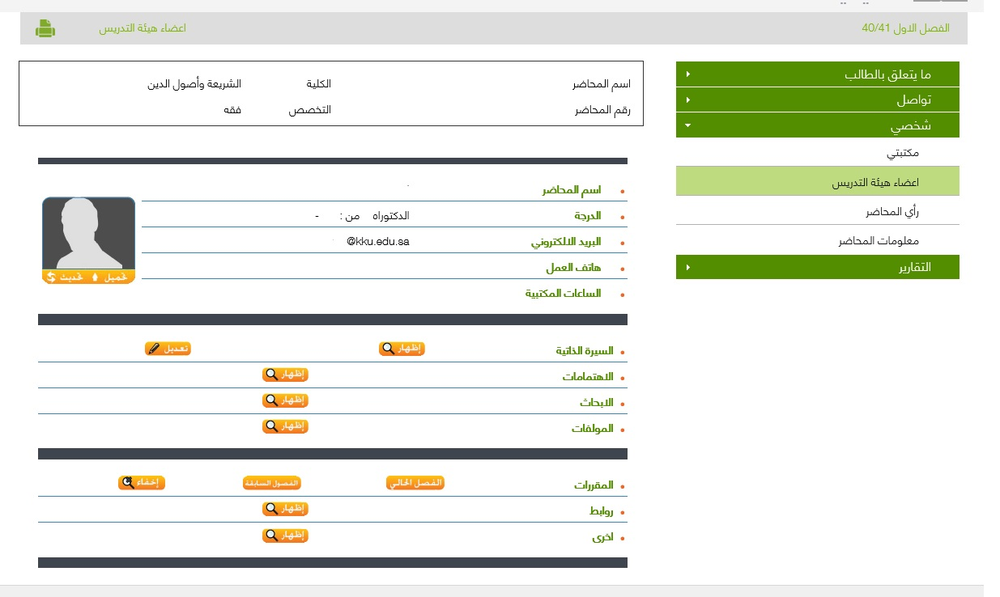 الفصل الاول 40/41
اعضاء هيئة التدريس
ما يتعلق بالطالب
تواصل
شخصي
مكتبتي
اعضاء هيئة التدريس
رأي المحاضر
معلومات المحاضر
التقارير
اسم المحاضر الكلية الشريعة وأصول الدين
رقم المحاضر التخصص فقه
اسم المحاضر
الدرجة الدكتوراه من : -
البريد الالكتروني @kku.edu.sa
هاتف العمل
الساعات المكتبية
تحميل تحديث
السيرة الذاتية إظهار تعديل
الاهتمامات إظهار
الابحاث إظهار
المولفات إظهار
المقررات الفصل الحالي الفصول السابقة إخفاء
روابط إظهار
اخرى إظهار